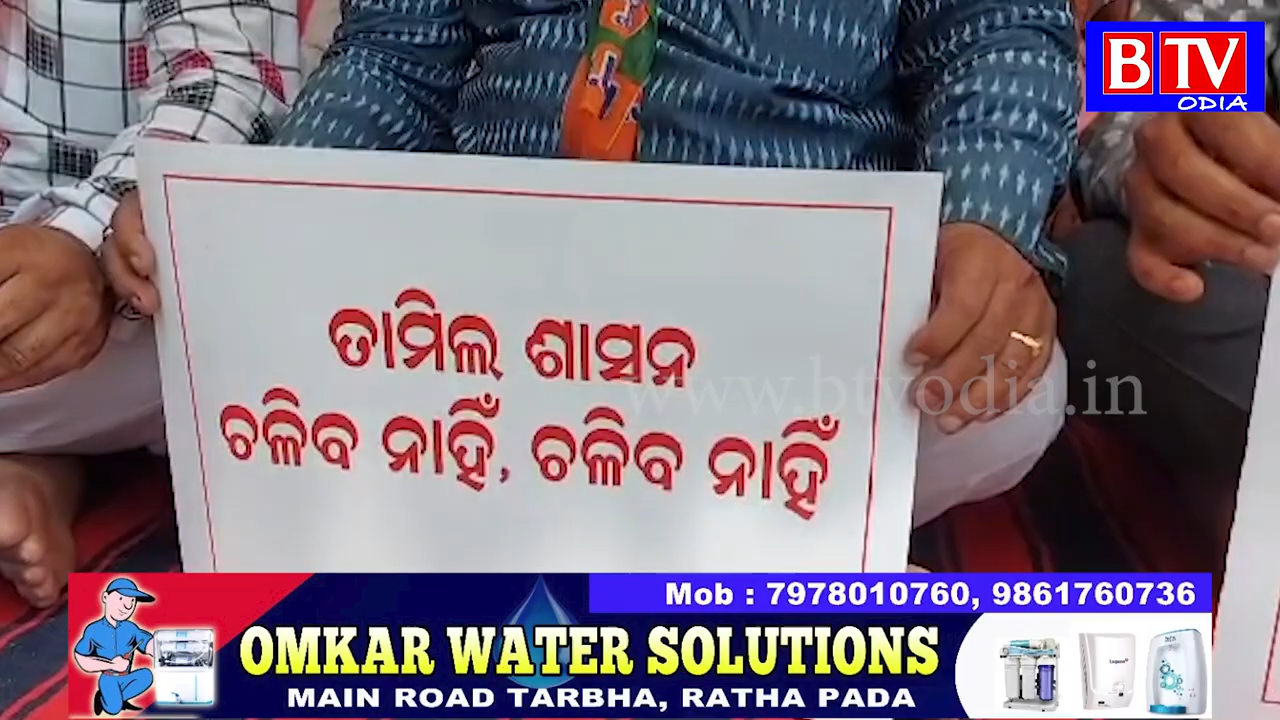 BTV
ODIA
ତାମିଲ ଶାସନ
www.btvodia.in
ଚଳିବ ନାହିଁ, ଚଳିବ ନାହିଁ
Mob : 7978010760, 9861760736
OMKAR WATER SOLUTIONS
MAIN ROAD TARBHA, RATHA PADA